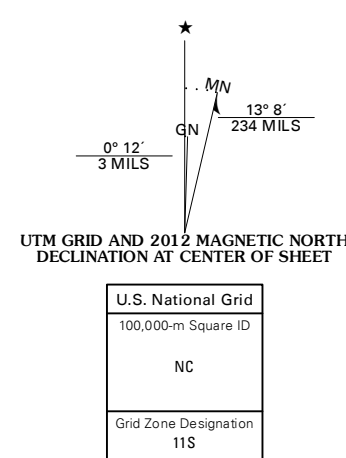 ★
MN
13° 8´
234 MILS
GN
0° 12´
3 MILS
UTM GRID AND 2012 MAGNETIC NORTH
DECLINATION AT CENTER OF SHEET
U.S. National Grid
100,000-m Square ID
NC
Grid Zone Designation
11S